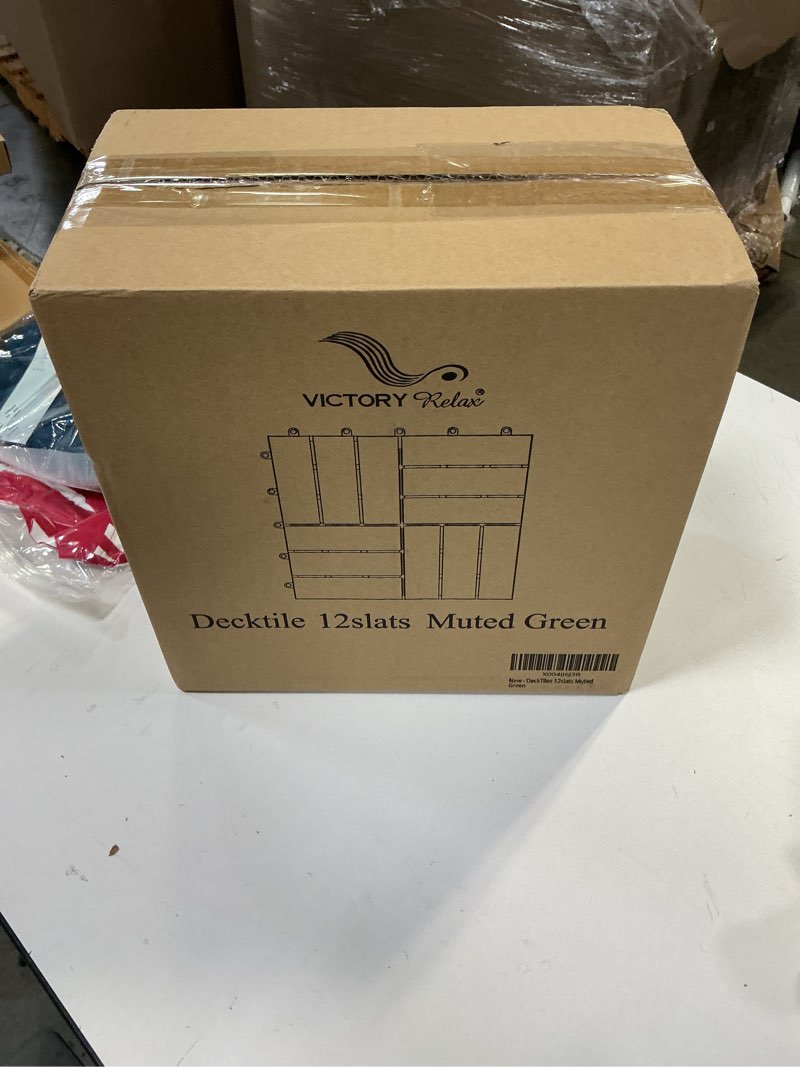 VICTORY Relax®
Decktile 12slats Muted Green
New - DeckTiles 12slats Muted
Green